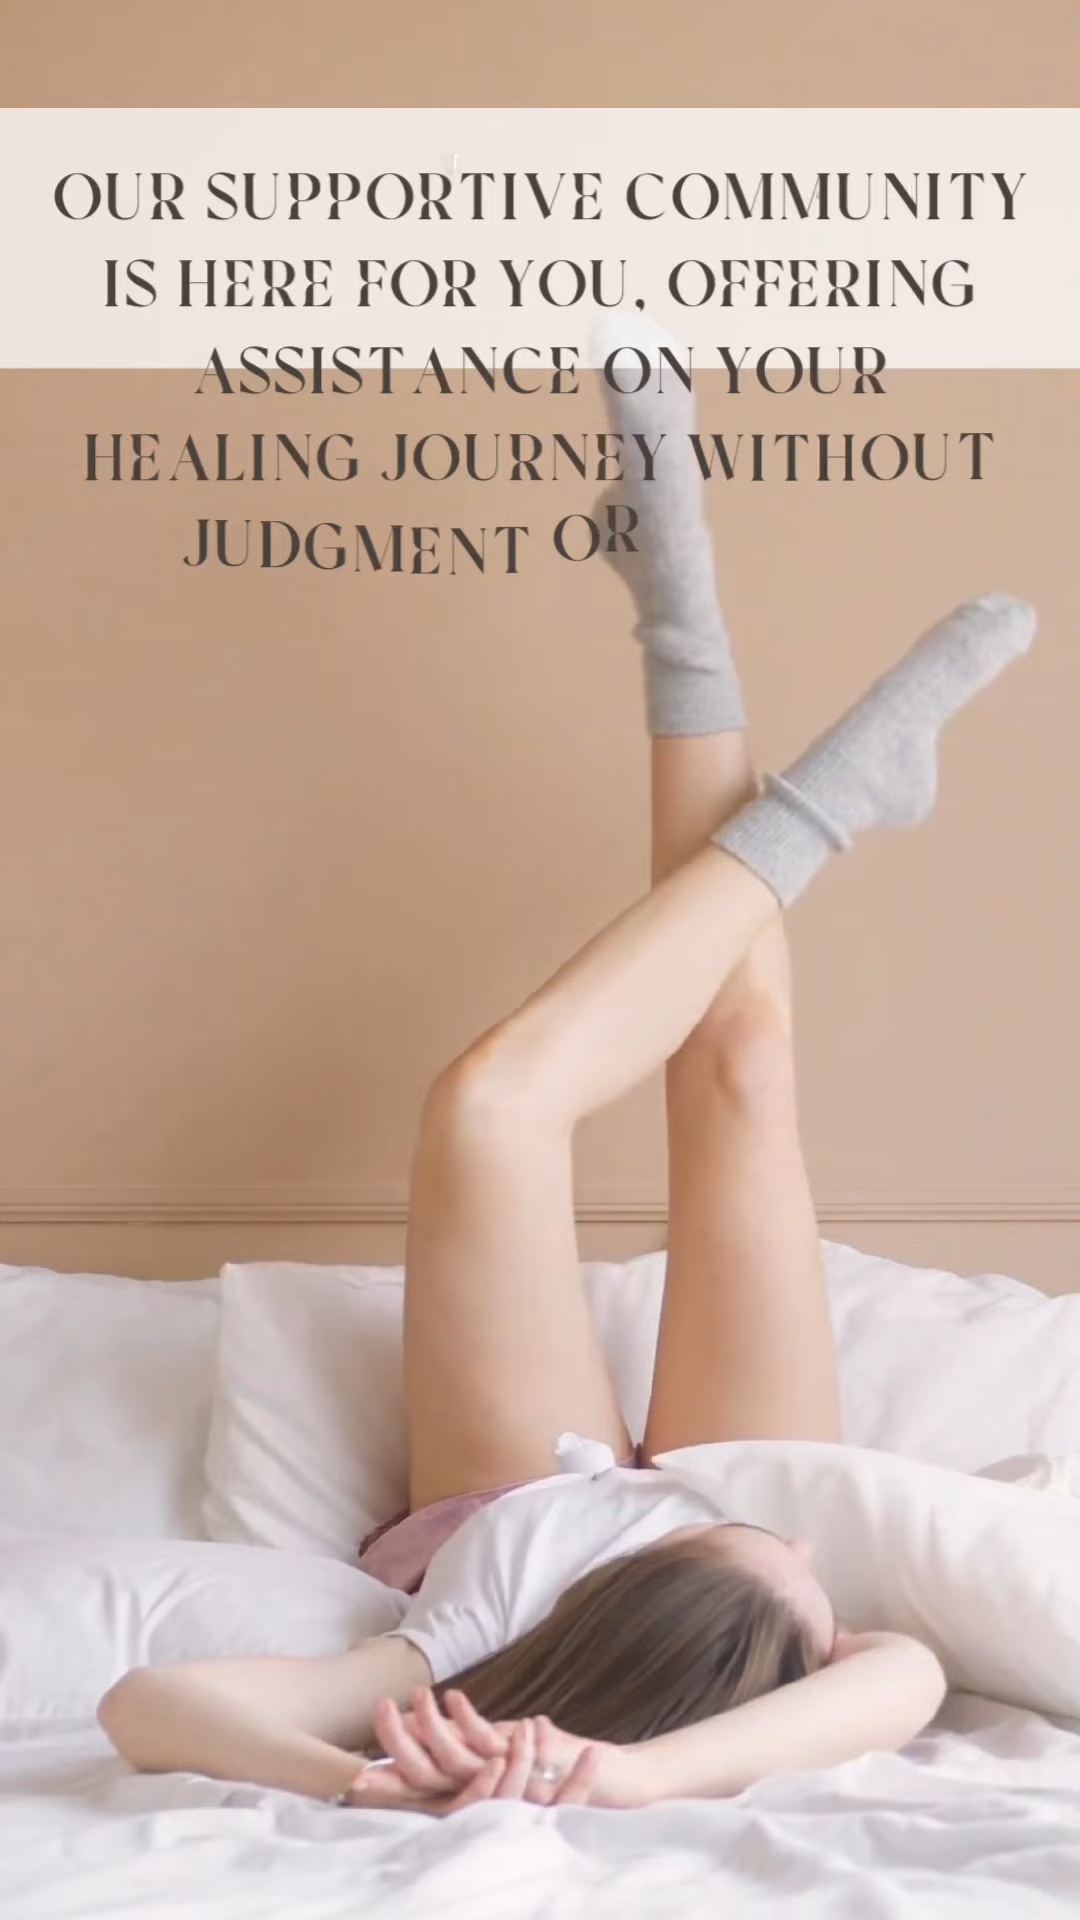 OUR SUPPORTIVE COMMUNITY
IS HERE FOR YOU, OFFERING
ASSISTANCE ON YOUR
HEALING JOURNEY WITHOUT
JUDGMENT OR